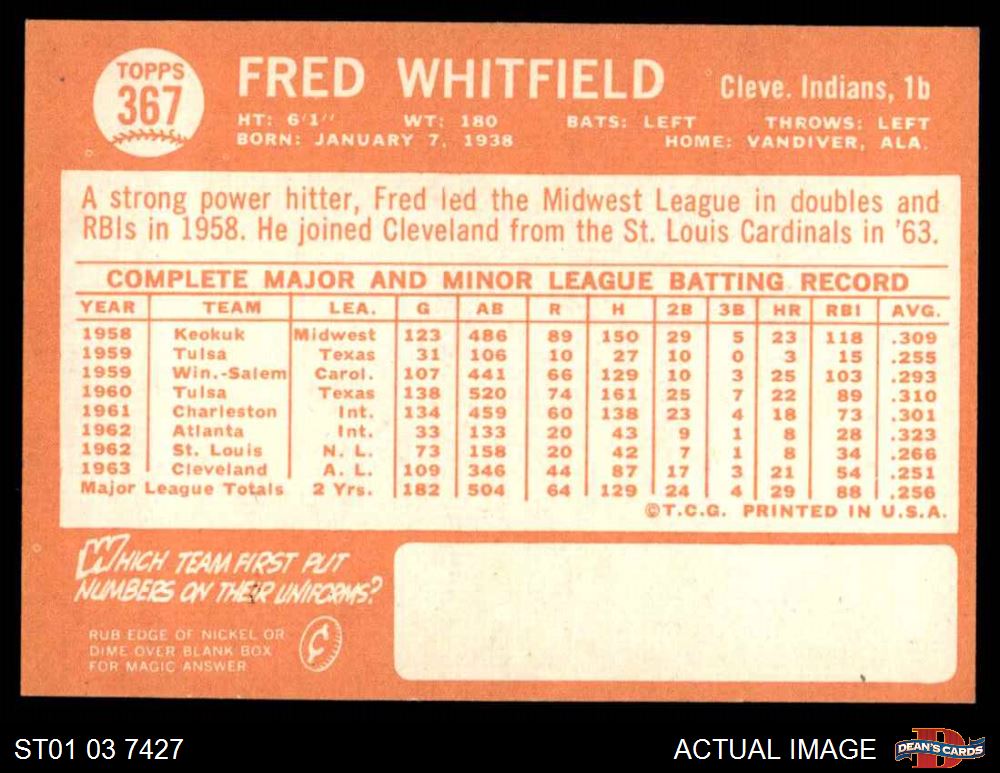 TOPPS
367
FRED WHITFIELD
Cleve. Indians, 1b
HT: 6'1" WT: 180 BATS: LEFT THROWS: LEFT
BORN: JANUARY 7, 1938 HOME: VANDIVER, ALA.
A strong power hitter, Fred led the Midwest League in doubles and
RBIs in 1958. He joined Cleveland from the St. Louis Cardinals in '63.
COMPLETE MAJOR AND MINOR LEAGUE BATTING RECORD
YEAR TEAM LEA. G AB R H 2B 3B HR RBI AVG.
1958 Keokuk Midwest 123 486 89 150 29 5 23 118 .309
1959 Tulsa Texas 31 106 10 27 10 0 3 15 .255
1959 Win.-Salem Carol. 107 441 66 129 10 3 25 103 .293
1960 Tulsa Texas 138 520 74 161 25 7 22 89 .310
1961 Charleston Int. 134 459 60 138 23 4 18 73 .301
1962 Atlanta Int. 33 133 20 43 9 1 8 28 .323
1962 St. Louis N. L. 73 158 20 42 7 1 8 34 .266
1963 Cleveland A. L. 109 346 44 87 17 3 21 54 .251
Major League Totals 2 Yrs. 182 504 64 129 24 4 29 88 .256
©T.C.G. PRINTED IN U.S.A.
WHICH TEAM FIRST PUT
NUMBERS ON THEIR UNIFORMS?
RUB EDGE OF NICKEL OR
DIME OVER BLANK BOX
FOR MAGIC ANSWER
¢
ST01 03 7427
ACTUAL IMAGE
D
DEAN'S CARDS